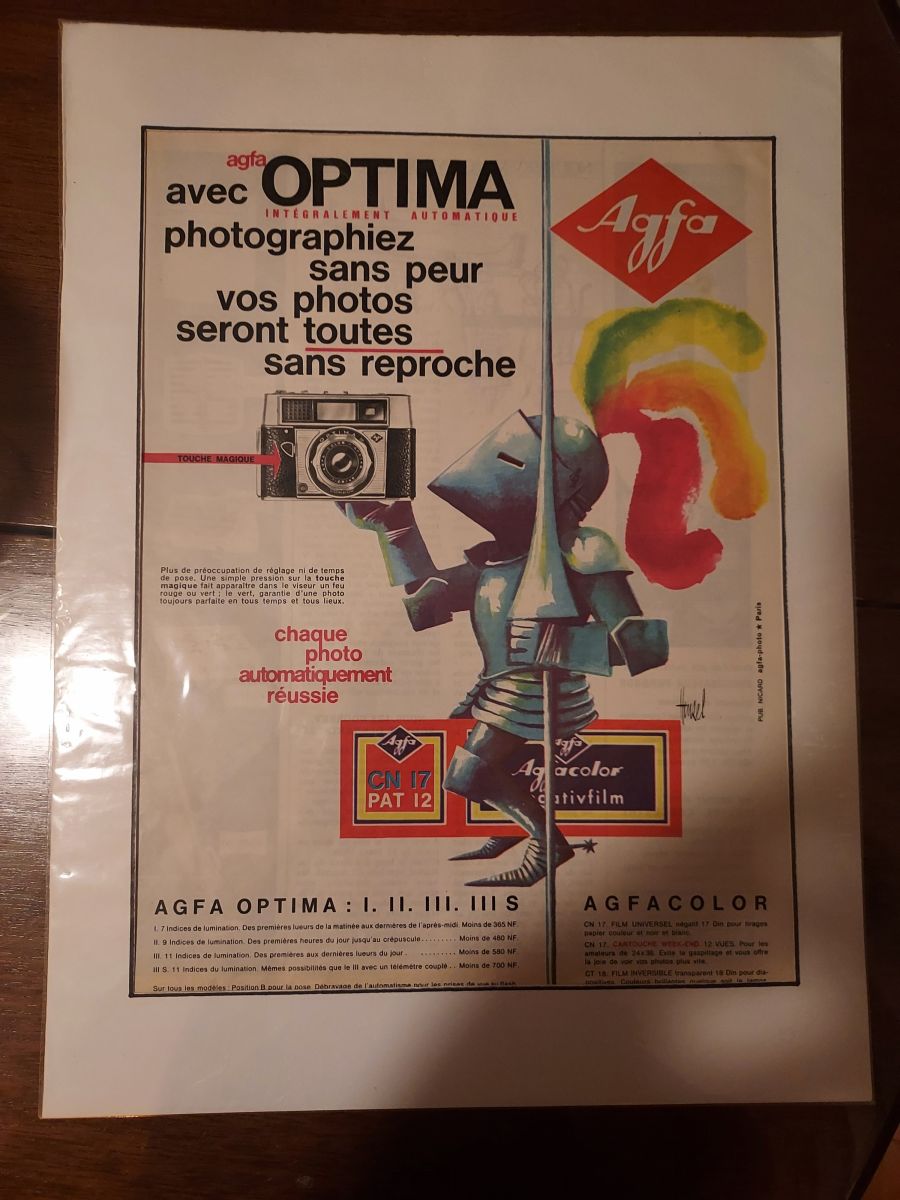 agfa
avec OPTIMA
INTÉGRALEMENT AUTOMATIQUE
photographiez
sans peur
vos photos
seront toutes
sans reproche
Agfa
TOUCHE MAGIQUE
OPTIMA
Plus de préoccupation de réglage ni de temps
de pose. Une simple pression sur la touche
magique fait apparaître dans le viseur un feu
rouge ou vert ; le vert, garantie d'une photo
toujours parfaite en tous temps et tous lieux.
chaque
photo
automatiquement
réussie
PUB. NICARD agfa-photo ★ Paris
Agfa
CN 17
PAT 12
Agfa
Agfacolor
ativfilm
AGFA OPTIMA : I. II. III. III S
I. 7 Indices de lumination. Des premières lueurs de la matinée aux dernières de l'après-midi. Moins de 365 NF.
II. 9 Indices de lumination. Des premières heures du jour jusqu'au crépuscule......... Moins de 480 NF.
III. 11 Indices de lumination. Des premières aux dernières lueurs du jour............ Moins de 580 NF.
III S. 11 Indices du lumination. Mêmes possibilités que le III avec un télémètre couplé.. Moins de 700 NF.
Sur tous les modèles : Position B pour la pose. Débrayage de l'automatisme pour les prises de vue au flash.
AGFACOLOR
CN 17. FILM UNIVERSEL négatif 17 Din pour tirages
papier couleur et noir et blanc.
CN 17. CARTOUCHE WEEK-END 12 VUES. Pour les
amateurs de 24x36. Evite le gaspillage et vous offre
la joie de voir vos photos plus vite.
CT 18. FILM INVERSIBLE transparent 18 Din pour dia-
positives. Couleurs brillantes quelque soit le temps